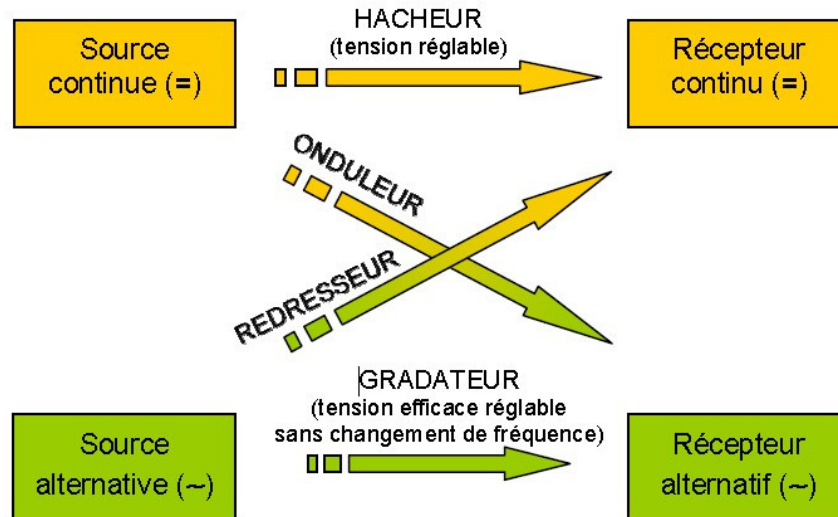 HACHEUR
(tension réglable)
Source
continue (=)
Récepteur
continu (=)
ONDULEUR
REDRESSEUR
GRADATEUR
(tension efficace réglable
sans changement de fréquence)
Source
alternative (~)
Récepteur
alternatif (~)